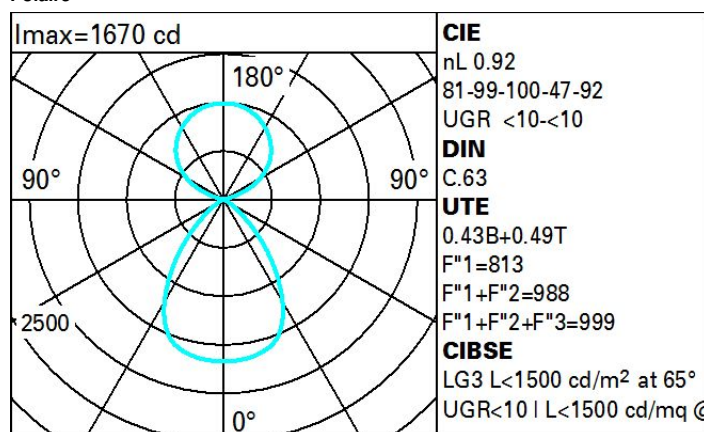 Imax=1670 cd
180°
90°
90°
2500
0°
CIE
nL 0.92
81-99-100-47-92
UGR <10-<10
DIN
C.63
UTE
0.43B+0.49T
F"1=813
F"1+F"2=988
F"1+F"2+F"3=999
CIBSE
LG3 L<1500 cd/m² at 65°
UGR<10 | L<1500 cd/mq @